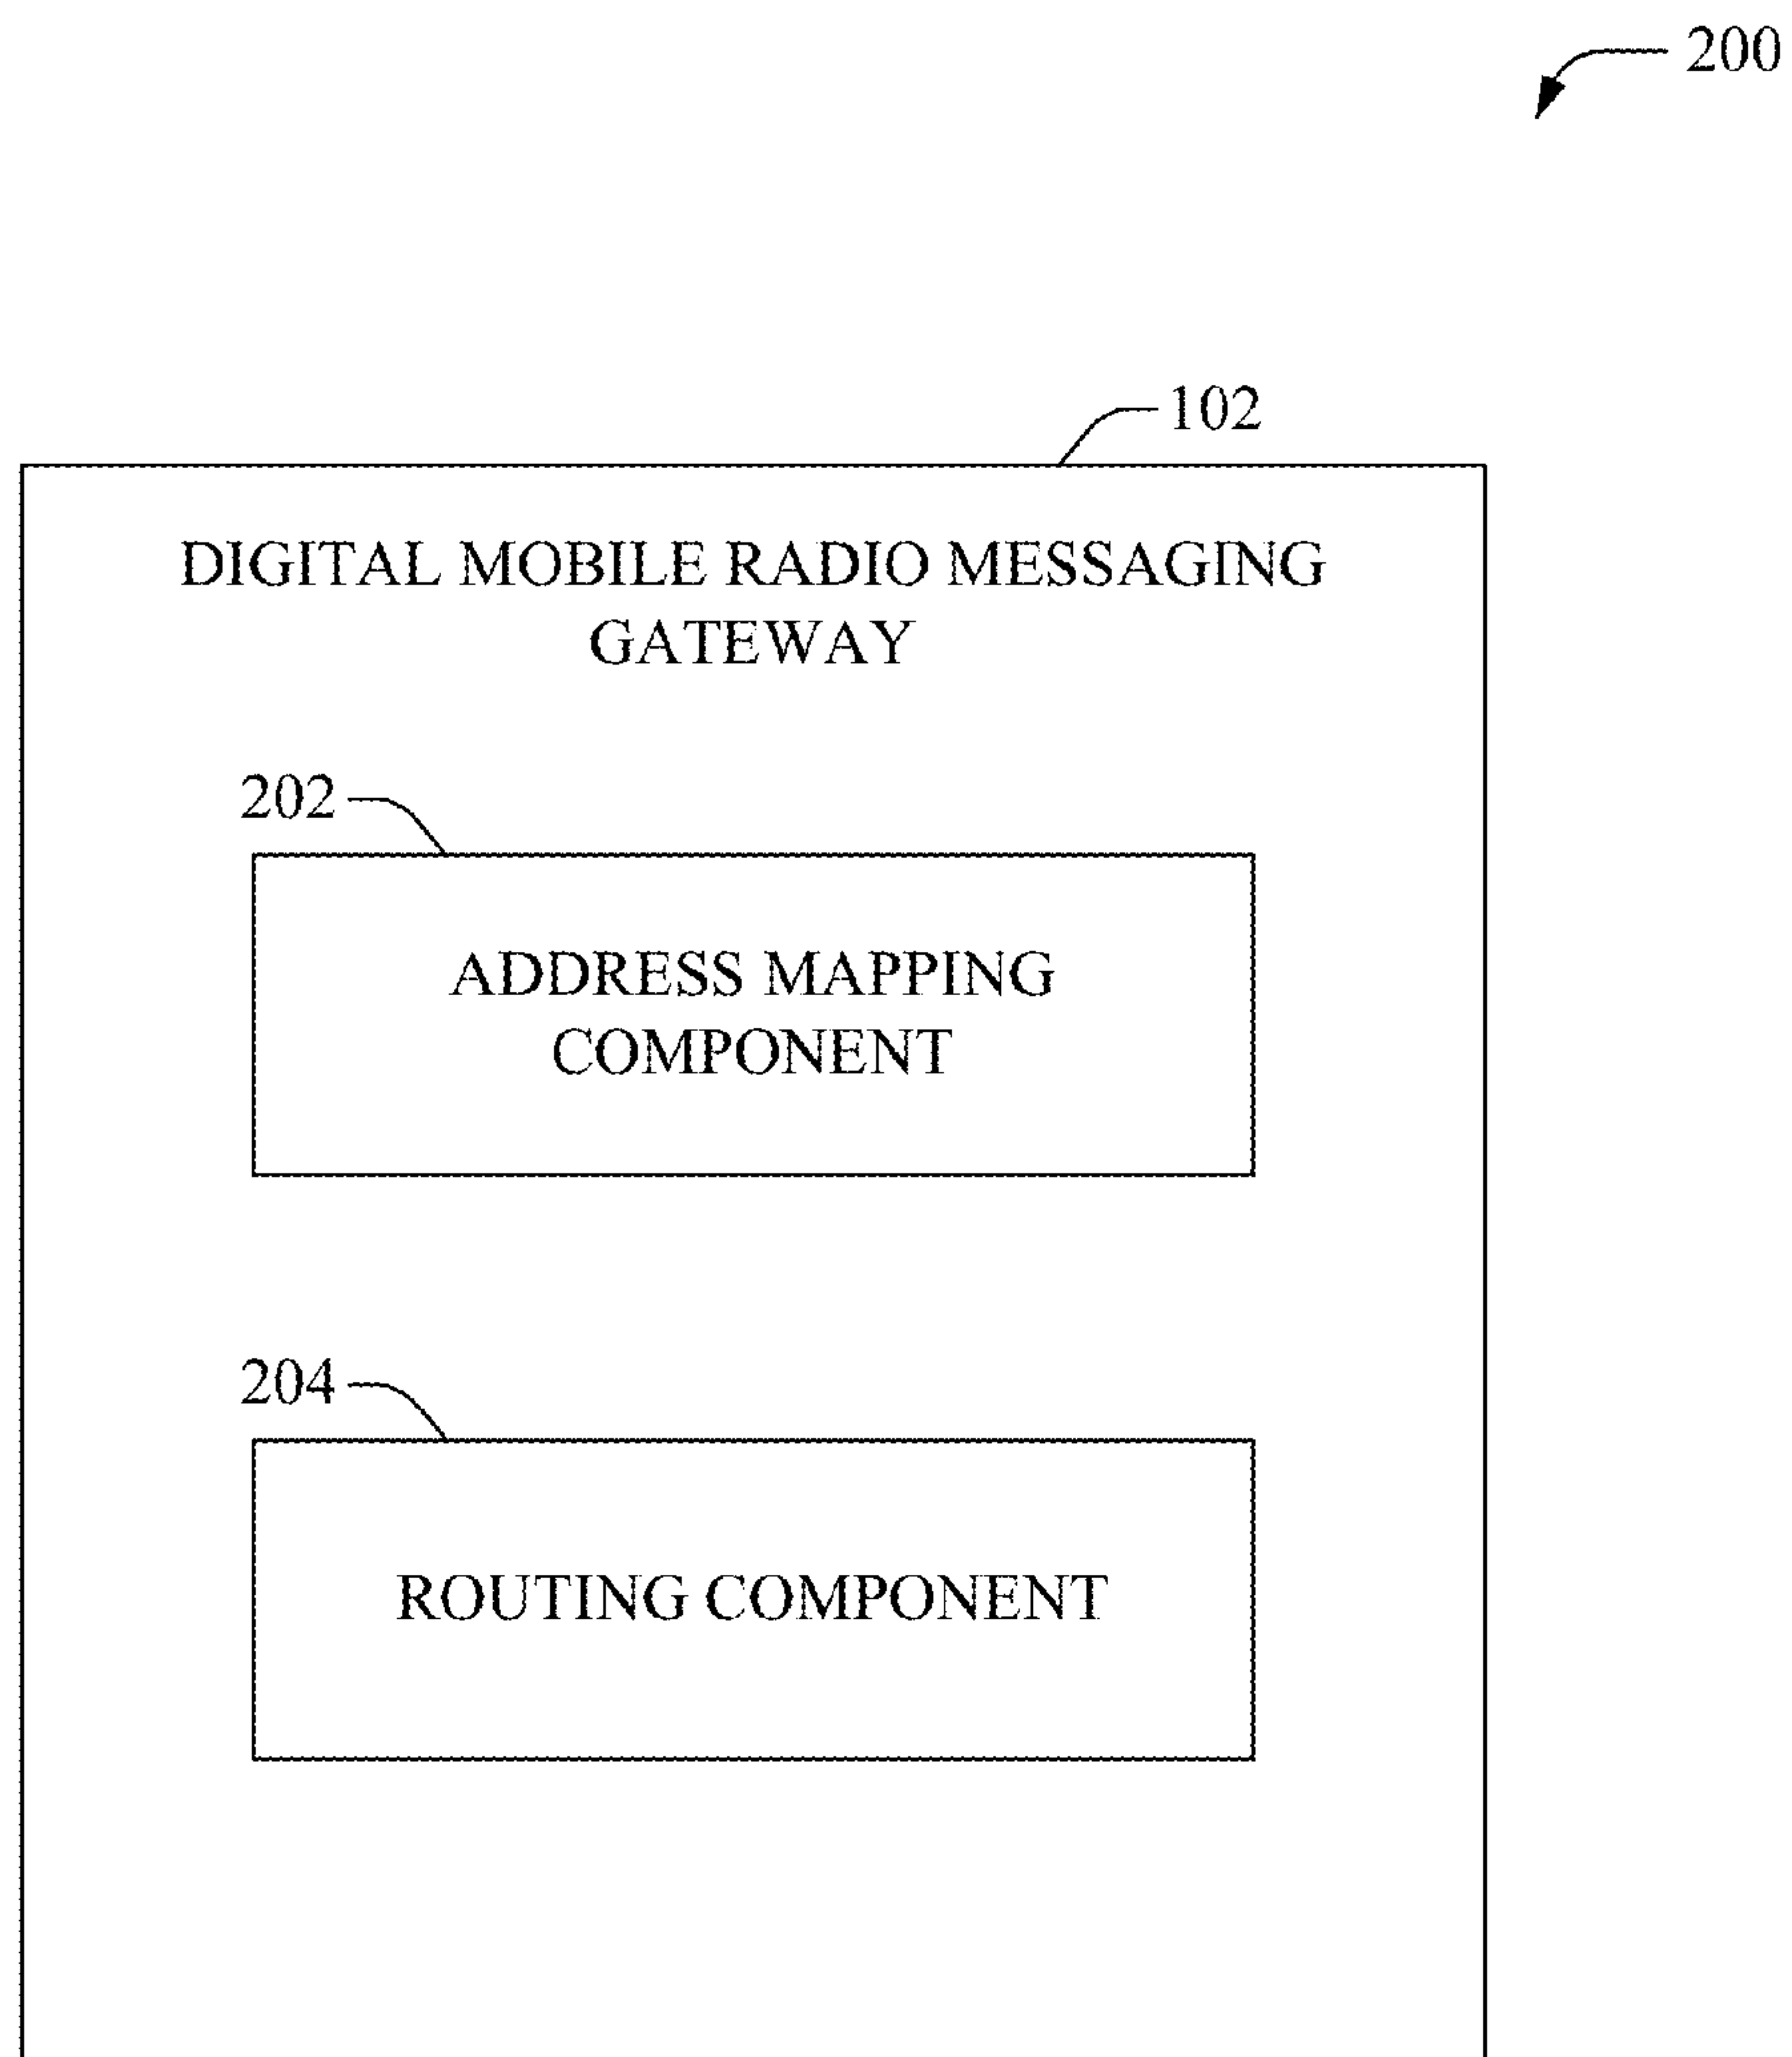 200
102
DIGITAL MOBILE RADIO MESSAGING
GATEWAY
202
ADDRESS MAPPING
COMPONENT
204
ROUTING COMPONENT